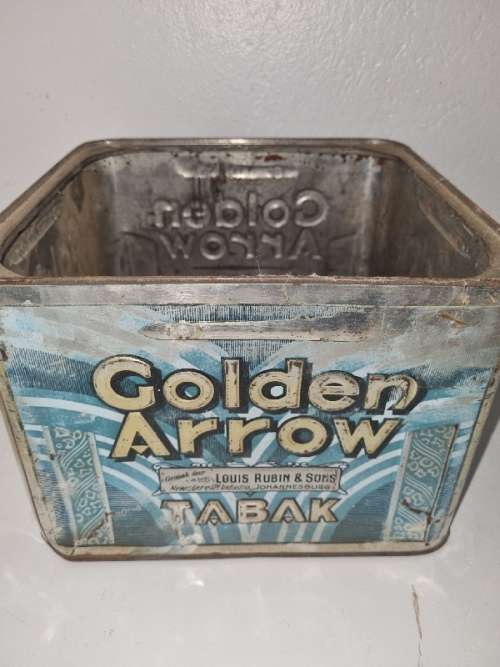 Golden
Arrow
Golden
Arrow
LOUIS RUBIN & SONS
JOHANNESBURG
TABAK